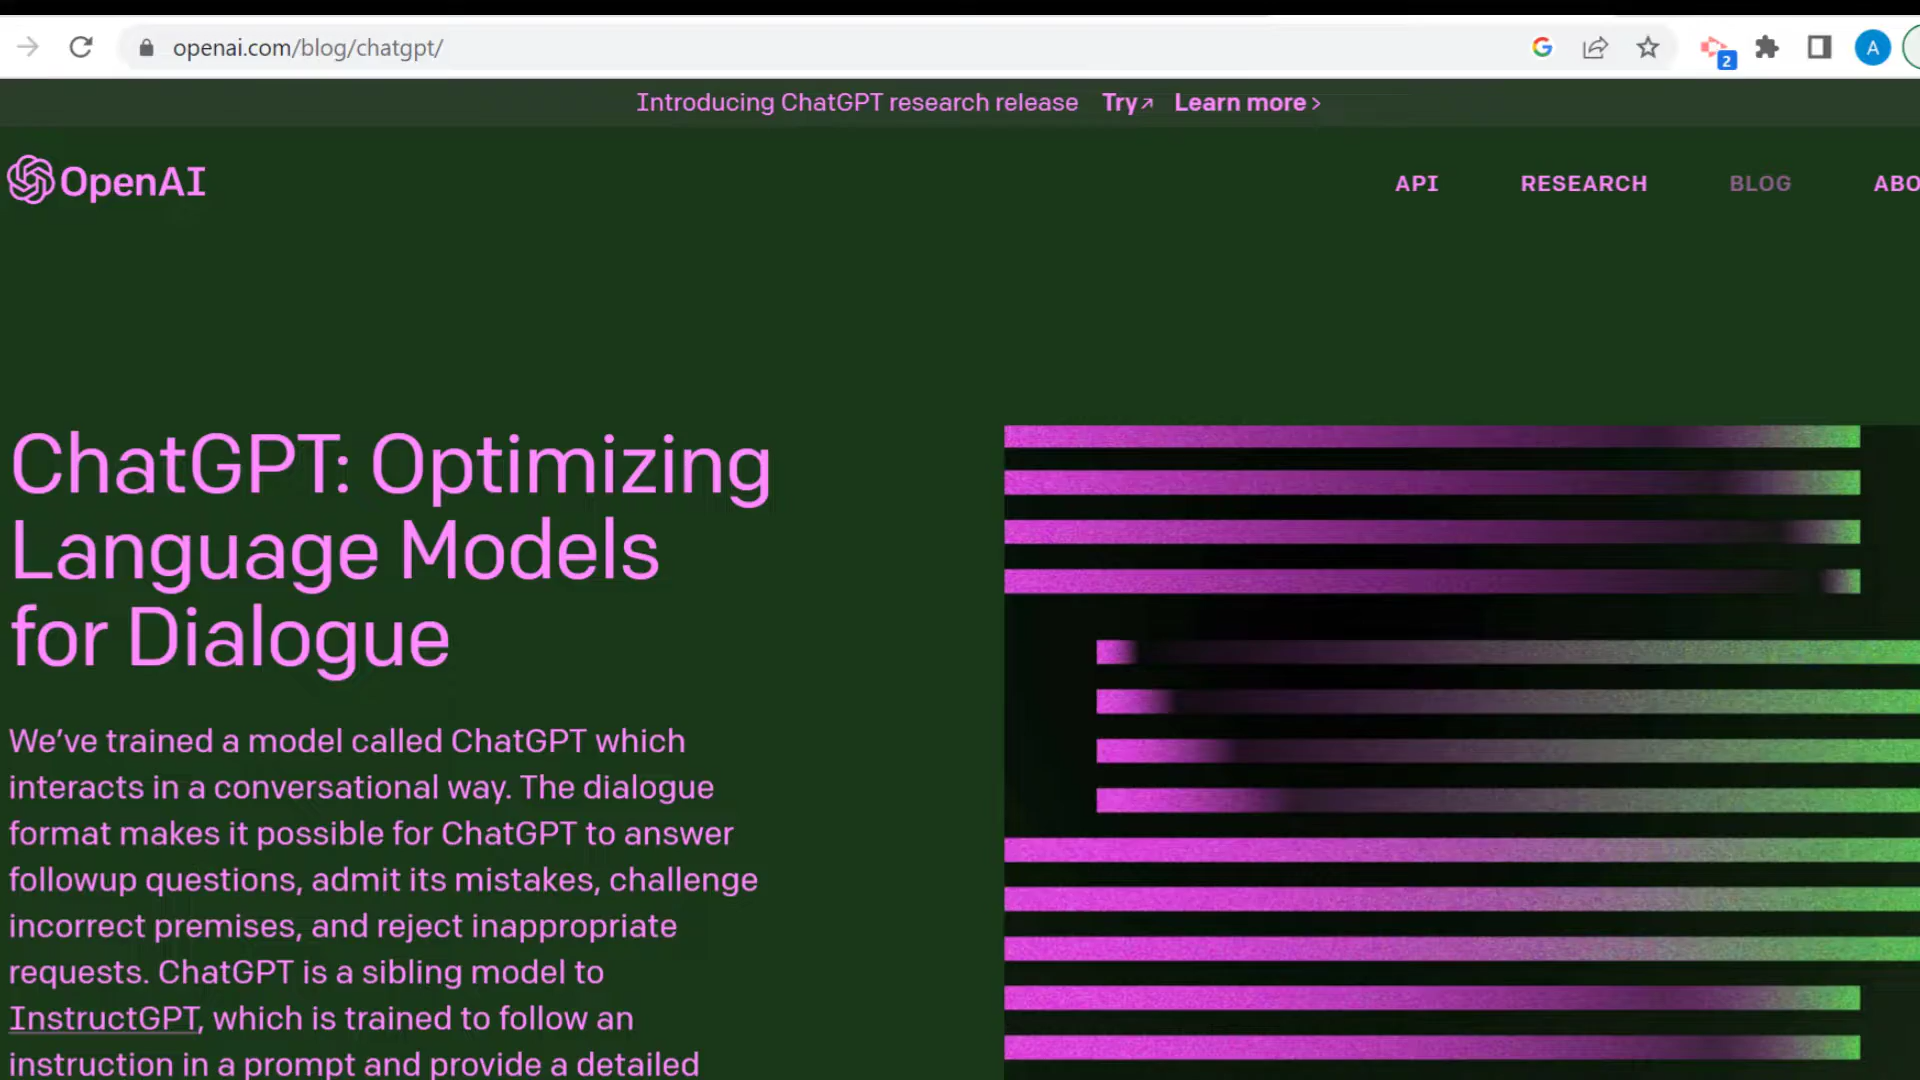 openai.com/blog/chatgpt/
2
A
Introducing ChatGPT research release Try↗ Learn more ›
OpenAI
API RESEARCH BLOG ABO
ChatGPT: Optimizing
Language Models
for Dialogue
We’ve trained a model called ChatGPT which
interacts in a conversational way. The dialogue
format makes it possible for ChatGPT to answer
followup questions, admit its mistakes, challenge
incorrect premises, and reject inappropriate
requests. ChatGPT is a sibling model to
InstructGPT, which is trained to follow an
instruction in a prompt and provide a detailed